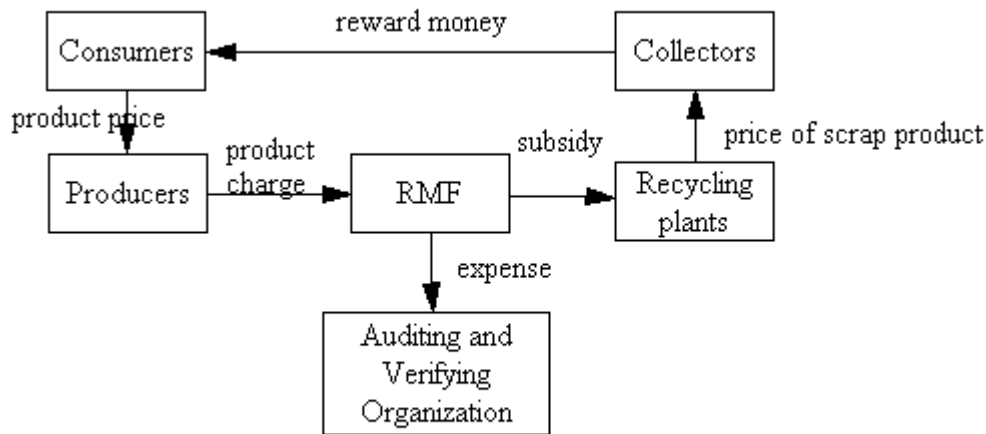 reward money
Consumers
Collectors
product price
price of scrap product
product
charge
subsidy
Producers
RMF
Recycling
plants
expense
Auditing and
Verifying
Organization